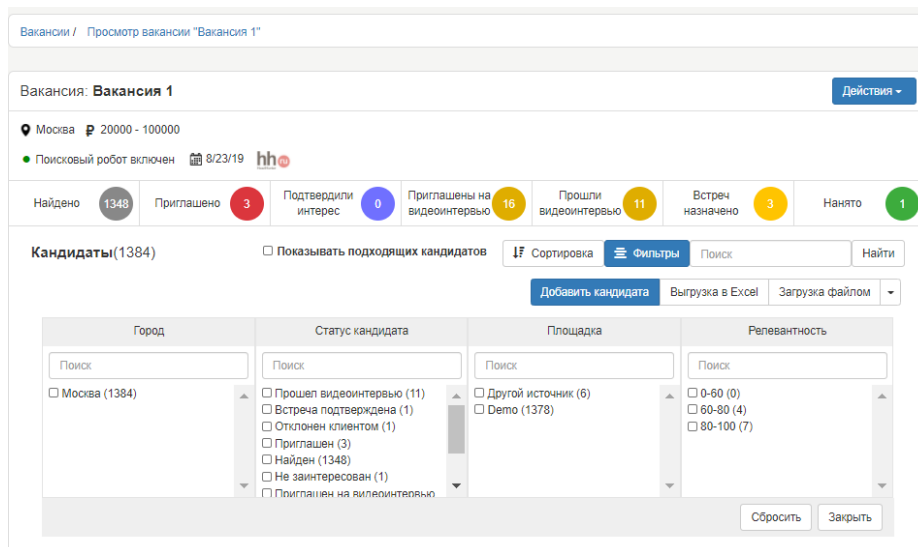 Вакансии / Просмотр вакансии "Вакансия 1"
Вакансия: Вакансия 1
Действия
Москва 20000 - 100000
Поисковый робот включен 8/23/19 hh.ru
Найдено 1348 Приглашено 3 Подтвердили интерес 0 Приглашены на видеоинтервью 16 Прошли видеоинтервью 11 Встреч назначено 3 Нанято 1
Кандидаты(1384) Показывать подходящих кандидатов Сортировка Фильтры Поиск Найти
Добавить кандидата Выгрузка в Excel Загрузка файлом
Город Статус кандидата Площадка Релевантность
Поиск Поиск Поиск Поиск
Москва (1384) Прошел видеоинтервью (11) Другой источник (6) 0-60 (0)
Встреча подтверждена (1) Demo (1378) 60-80 (4)
Отклонен клиентом (1) 80-100 (7)
Приглашен (3)
Найден (1348)
Не заинтересован (1)
Приглашен на видеоинтервью
Сбросить Закрыть